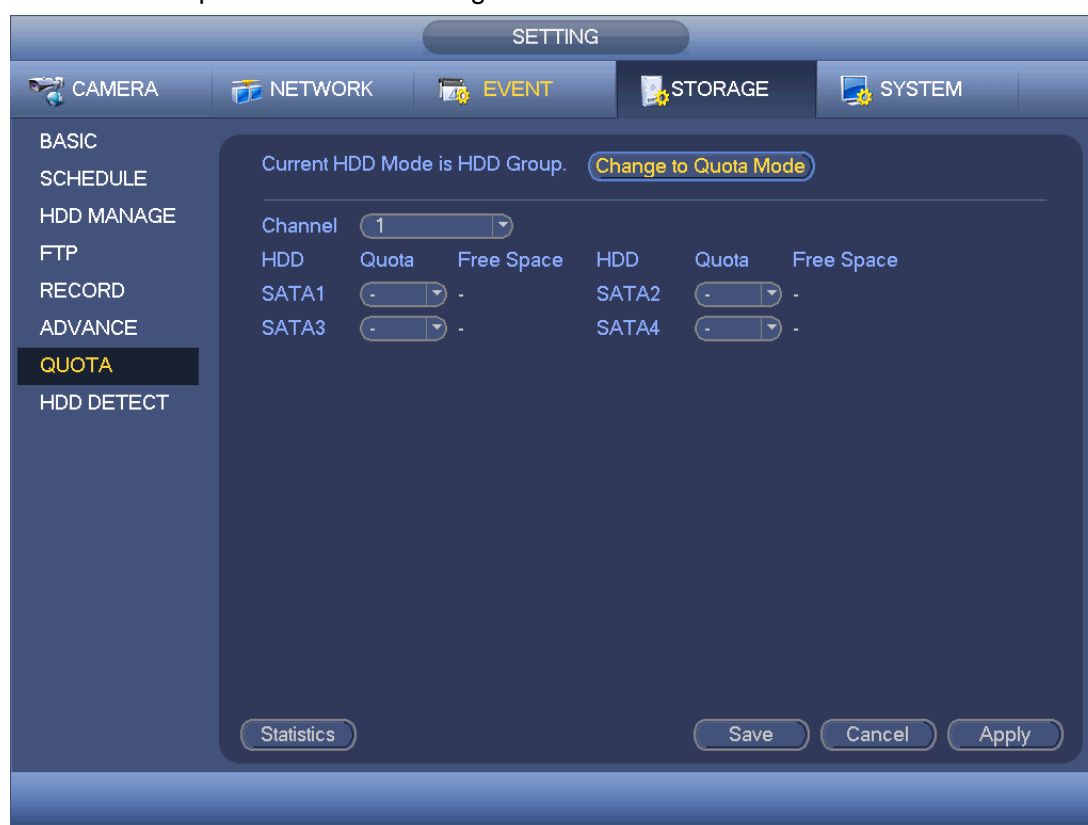 SETTING
CAMERA NETWORK EVENT STORAGE SYSTEM
BASIC
SCHEDULE
HDD MANAGE
FTP
RECORD
ADVANCE
QUOTA
HDD DETECT
Current HDD Mode is HDD Group. Change to Quota Mode
Channel 1
HDD Quota Free Space HDD Quota Free Space
SATA1 - - SATA2 - -
SATA3 - - SATA4 - -
Statistics Save Cancel Apply